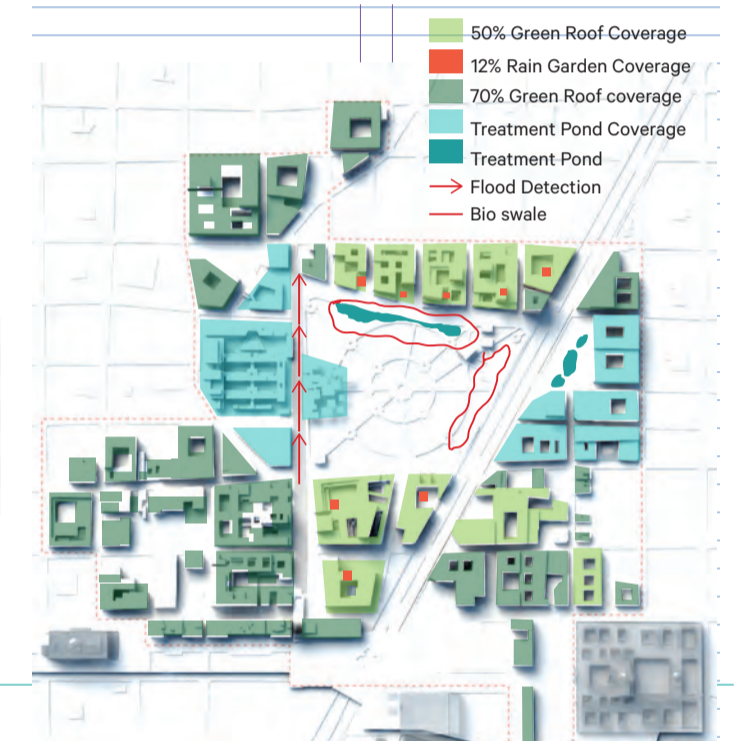 50% Green Roof Coverage
12% Rain Garden Coverage
70% Green Roof coverage
Treatment Pond Coverage
Treatment Pond
Flood Detection
Bio swale